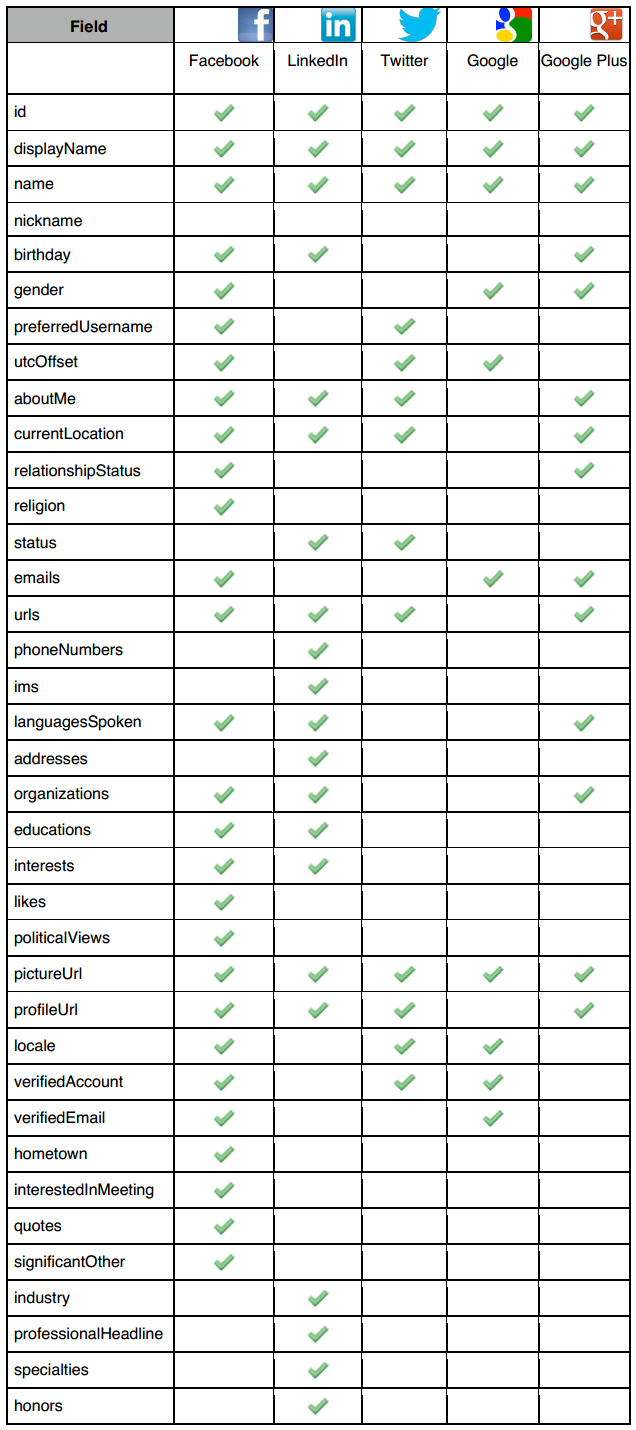 Field
Facebook LinkedIn Twitter Google Google Plus
id ✔ ✔ ✔ ✔ ✔
displayName ✔ ✔ ✔ ✔ ✔
name ✔ ✔ ✔ ✔ ✔
nickname
birthday ✔ ✔ ✔
gender ✔ ✔ ✔
preferredUsername ✔ ✔
utcOffset ✔ ✔ ✔
aboutMe ✔ ✔ ✔ ✔
currentLocation ✔ ✔ ✔ ✔
relationshipStatus ✔ ✔
religion ✔
status ✔ ✔
emails ✔ ✔ ✔
urls ✔ ✔ ✔ ✔
phoneNumbers ✔
ims ✔
languagesSpoken ✔ ✔ ✔
addresses ✔
organizations ✔ ✔ ✔
educations ✔ ✔
interests ✔ ✔
likes ✔
politicalViews ✔
pictureUrl ✔ ✔ ✔ ✔ ✔
profileUrl ✔ ✔ ✔ ✔
locale ✔ ✔ ✔
verifiedAccount ✔ ✔ ✔
verifiedEmail ✔ ✔
hometown ✔
interestedInMeeting ✔
quotes ✔
significantOther ✔
industry ✔
professionalHeadline ✔
specialties ✔
honors ✔